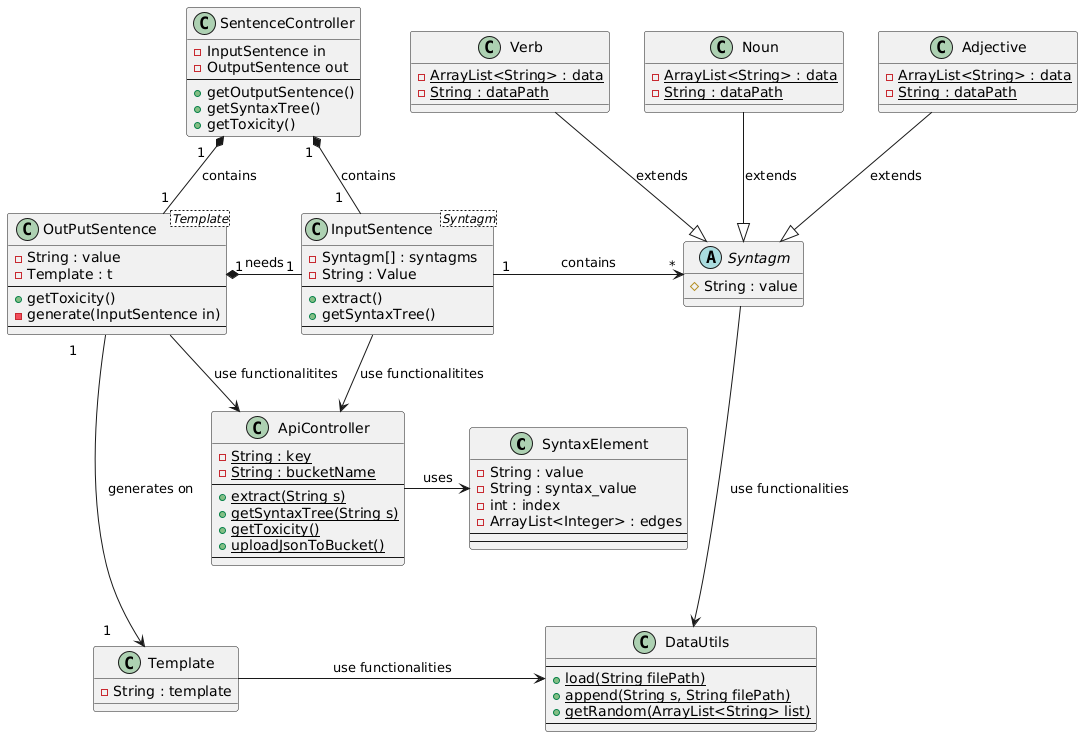 C SentenceController
InputSentence in
OutputSentence out
getOutputSentence()
getSyntaxTree()
getToxicity()
C Verb
ArrayList<String> : data
String : dataPath
C Noun
ArrayList<String> : data
String : dataPath
C Adjective
ArrayList<String> : data
String : dataPath
1
1
contains
contains
1
1
extends
extends
extends
C OutPutSentence
Template
String : value
Template : t
getToxicity()
generate(InputSentence in)
1
needs
1
C InputSentence
Syntagm
Syntagm[] : syntagms
String : Value
extract()
getSyntaxTree()
1
contains
*
A Syntagm
String : value
1
use functionalitites
use functionalitites
C ApiController
String : key
String : bucketName
extract(String s)
getSyntaxTree(String s)
getToxicity()
uploadJsonToBucket()
uses
C SyntaxElement
String : value
String : syntax_value
int : index
ArrayList<Integer> : edges
generates on
use functionalities
1
C Template
String : template
use functionalities
C DataUtils
load(String filePath)
append(String s, String filePath)
getRandom(ArrayList<String> list)